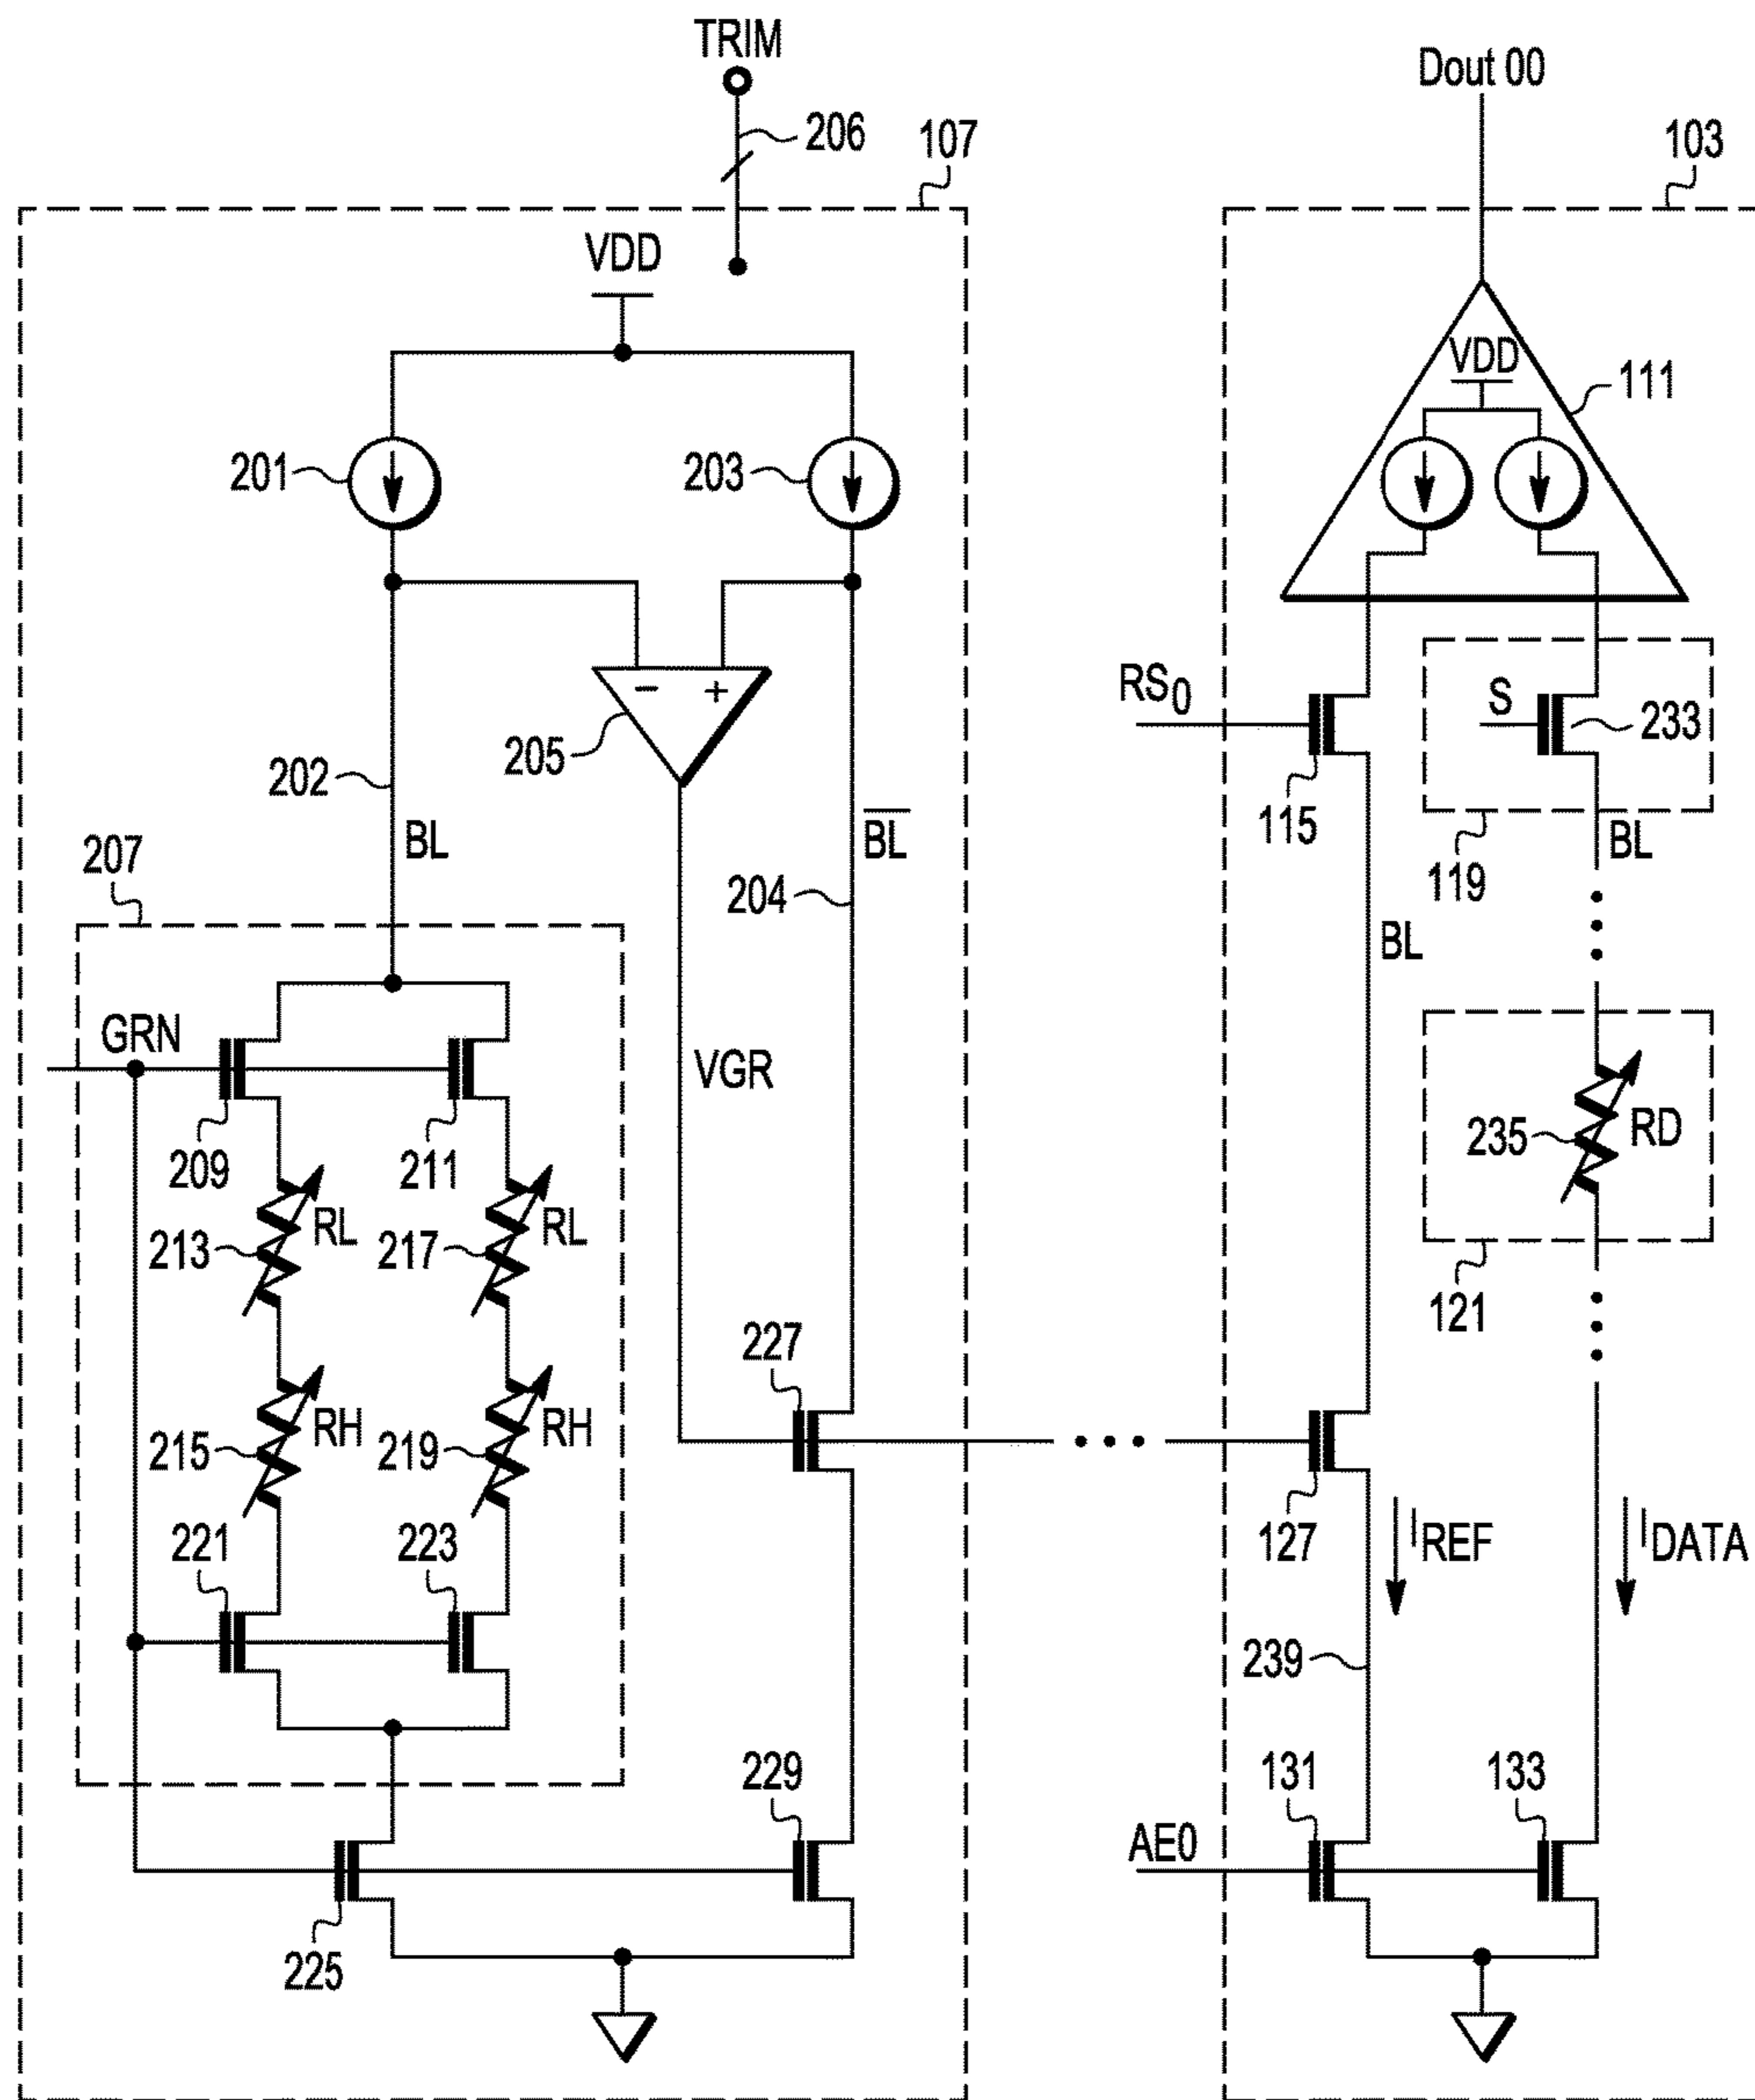 TRIM
Dout 00
206
107
103
VDD
VDD
111
201
203
RS0
S
233
205
202
115
BL
BL
119
BL
207
204
BL
GRN
VGR
235
RD
209
211
RL
RL
213
217
121
227
RH
RH
215
219
221
223
127
IREF
IDATA
239
229
131
133
AE0
225